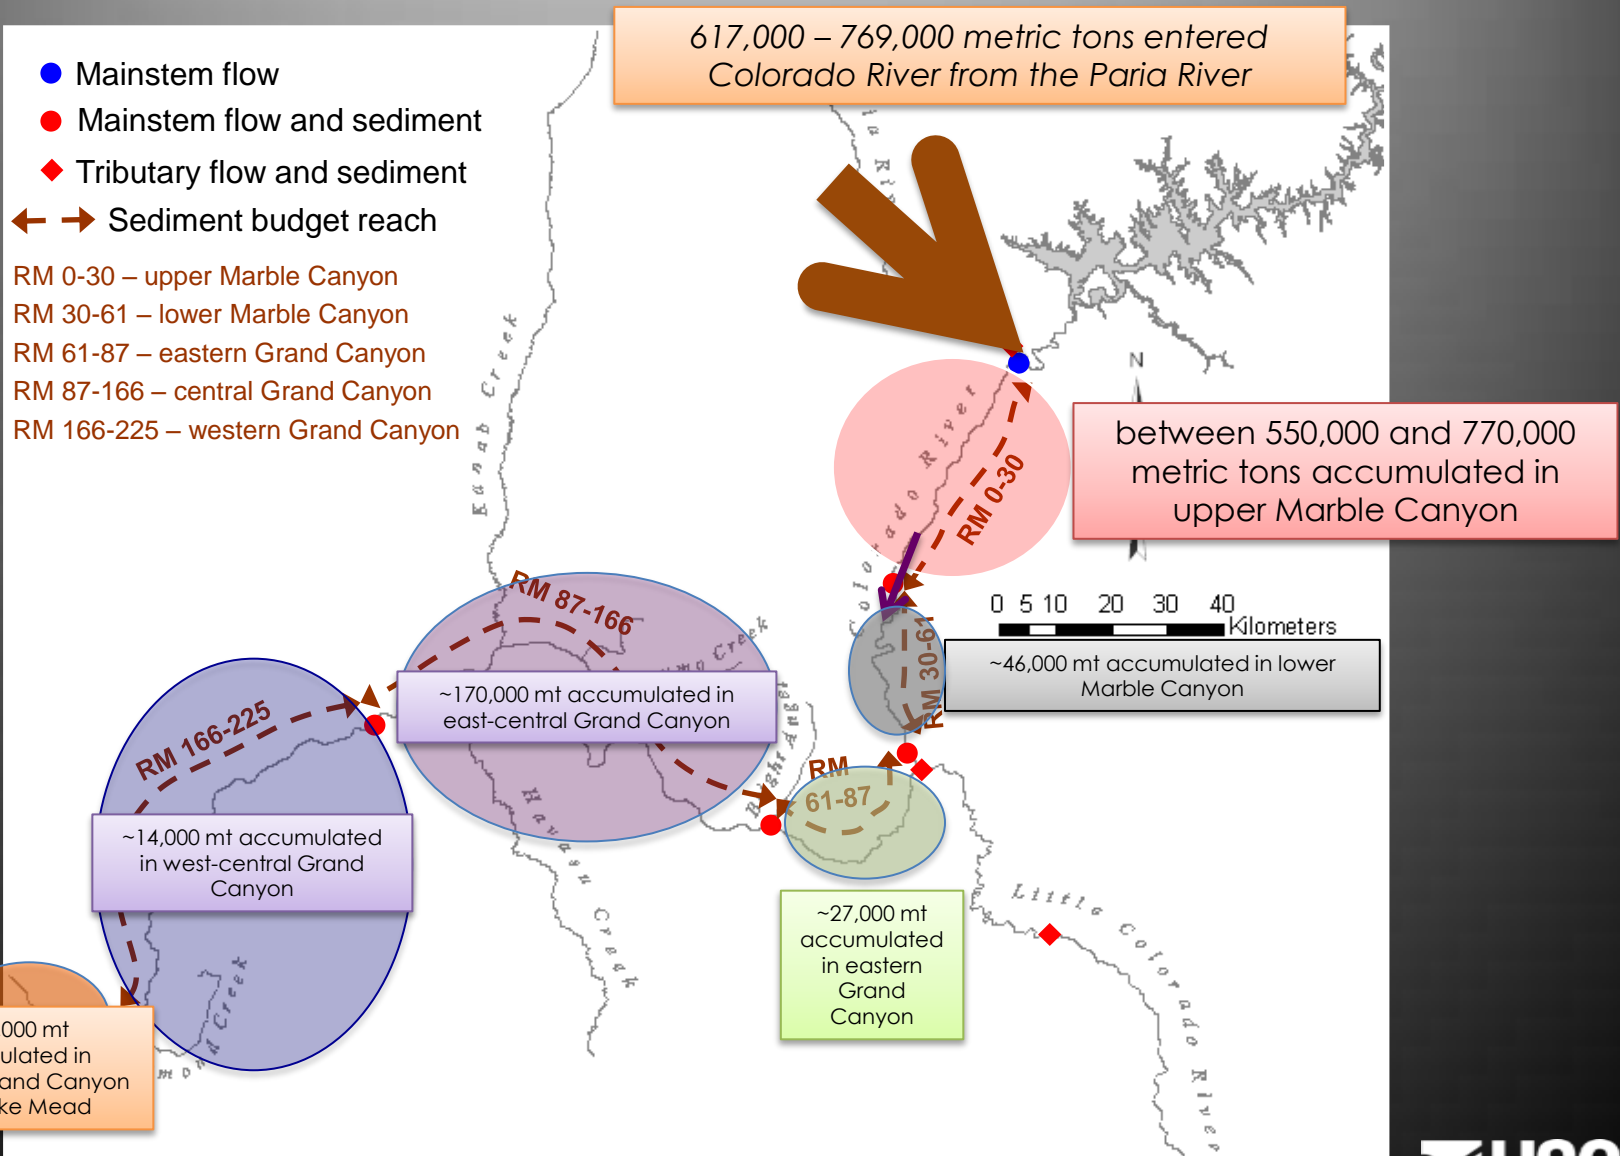 617,000 – 769,000 metric tons entered
Colorado River from the Paria River
Mainstem flow
Mainstem flow and sediment
Tributary flow and sediment
Sediment budget reach
RM 0-30 – upper Marble Canyon
RM 30-61 – lower Marble Canyon
RM 61-87 – eastern Grand Canyon
RM 87-166 – central Grand Canyon
RM 166-225 – western Grand Canyon
Kanab Creek
Colorado River
RM 0-30
N
between 550,000 and 770,000
metric tons accumulated in
upper Marble Canyon
0 5 10 20 30 40
Kilometers
RM 87-166
Creek
RM 30-61
~46,000 mt accumulated in lower
Marble Canyon
~170,000 mt accumulated in
east-central Grand Canyon
RM 166-225
RM
61-87
Bright Angel
~14,000 mt accumulated
in west-central Grand
Canyon
Havasu Creek
~27,000 mt
accumulated
in eastern
Grand
Canyon
Little Colorado River
Creek
000 mt
ulated in
and Canyon
ke Mead